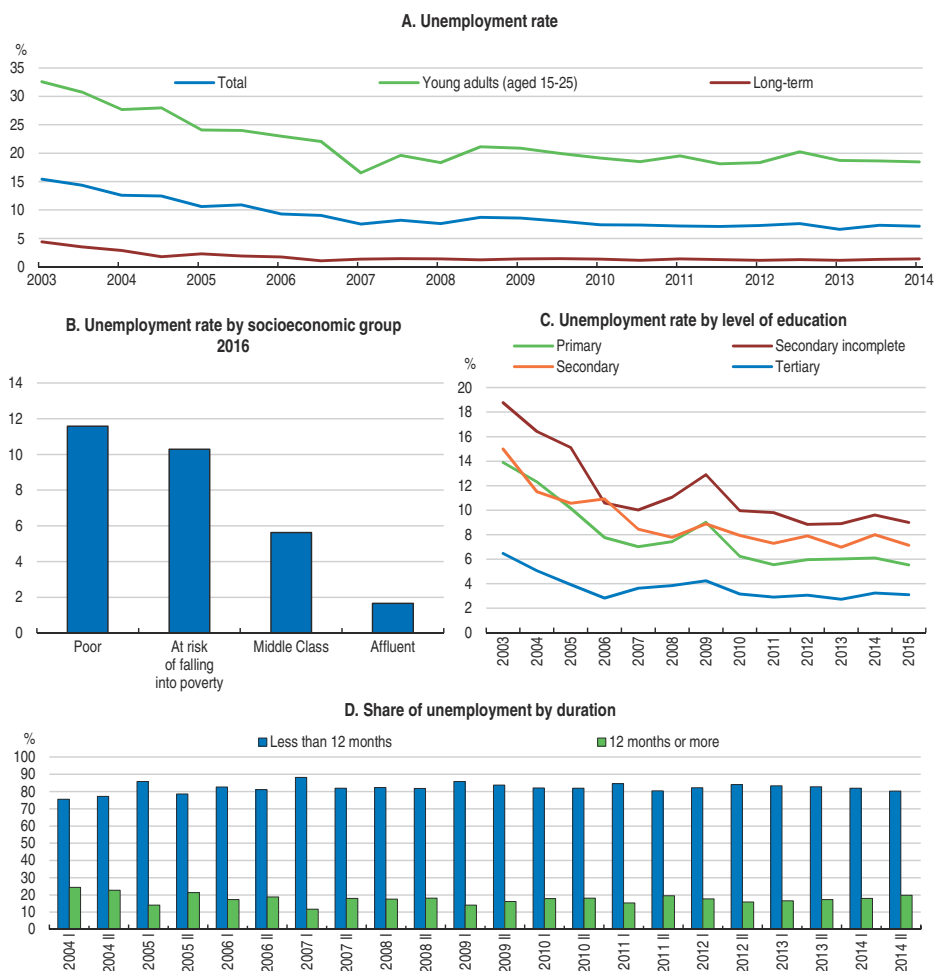 A. Unemployment rate
%
Total
Young adults (aged 15-25)
Long-term
35
30
25
20
15
10
5
0
2003
2004
2005
2006
2007
2008
2009
2010
2011
2012
2013
2014
B. Unemployment rate by socioeconomic group
2016
14
12
10
8
6
4
2
0
Poor
At risk
of falling
into poverty
Middle Class
Affluent
C. Unemployment rate by level of education
Primary
Secondary incomplete
Secondary
Tertiary
%
20
18
16
14
12
10
8
6
4
2
0
2003
2004
2005
2006
2007
2008
2009
2010
2011
2012
2013
2014
2015
D. Share of unemployment by duration
%
Less than 12 months
12 months or more
100
90
80
70
60
50
40
30
20
10
0
2004 I
2004 II
2005 I
2005 II
2006 I
2006 II
2007 I
2007 II
2008 I
2008 II
2009 I
2009 II
2010 I
2010 II
2011 I
2011 II
2012 I
2012 II
2013 I
2013 II
2014 I
2014 II